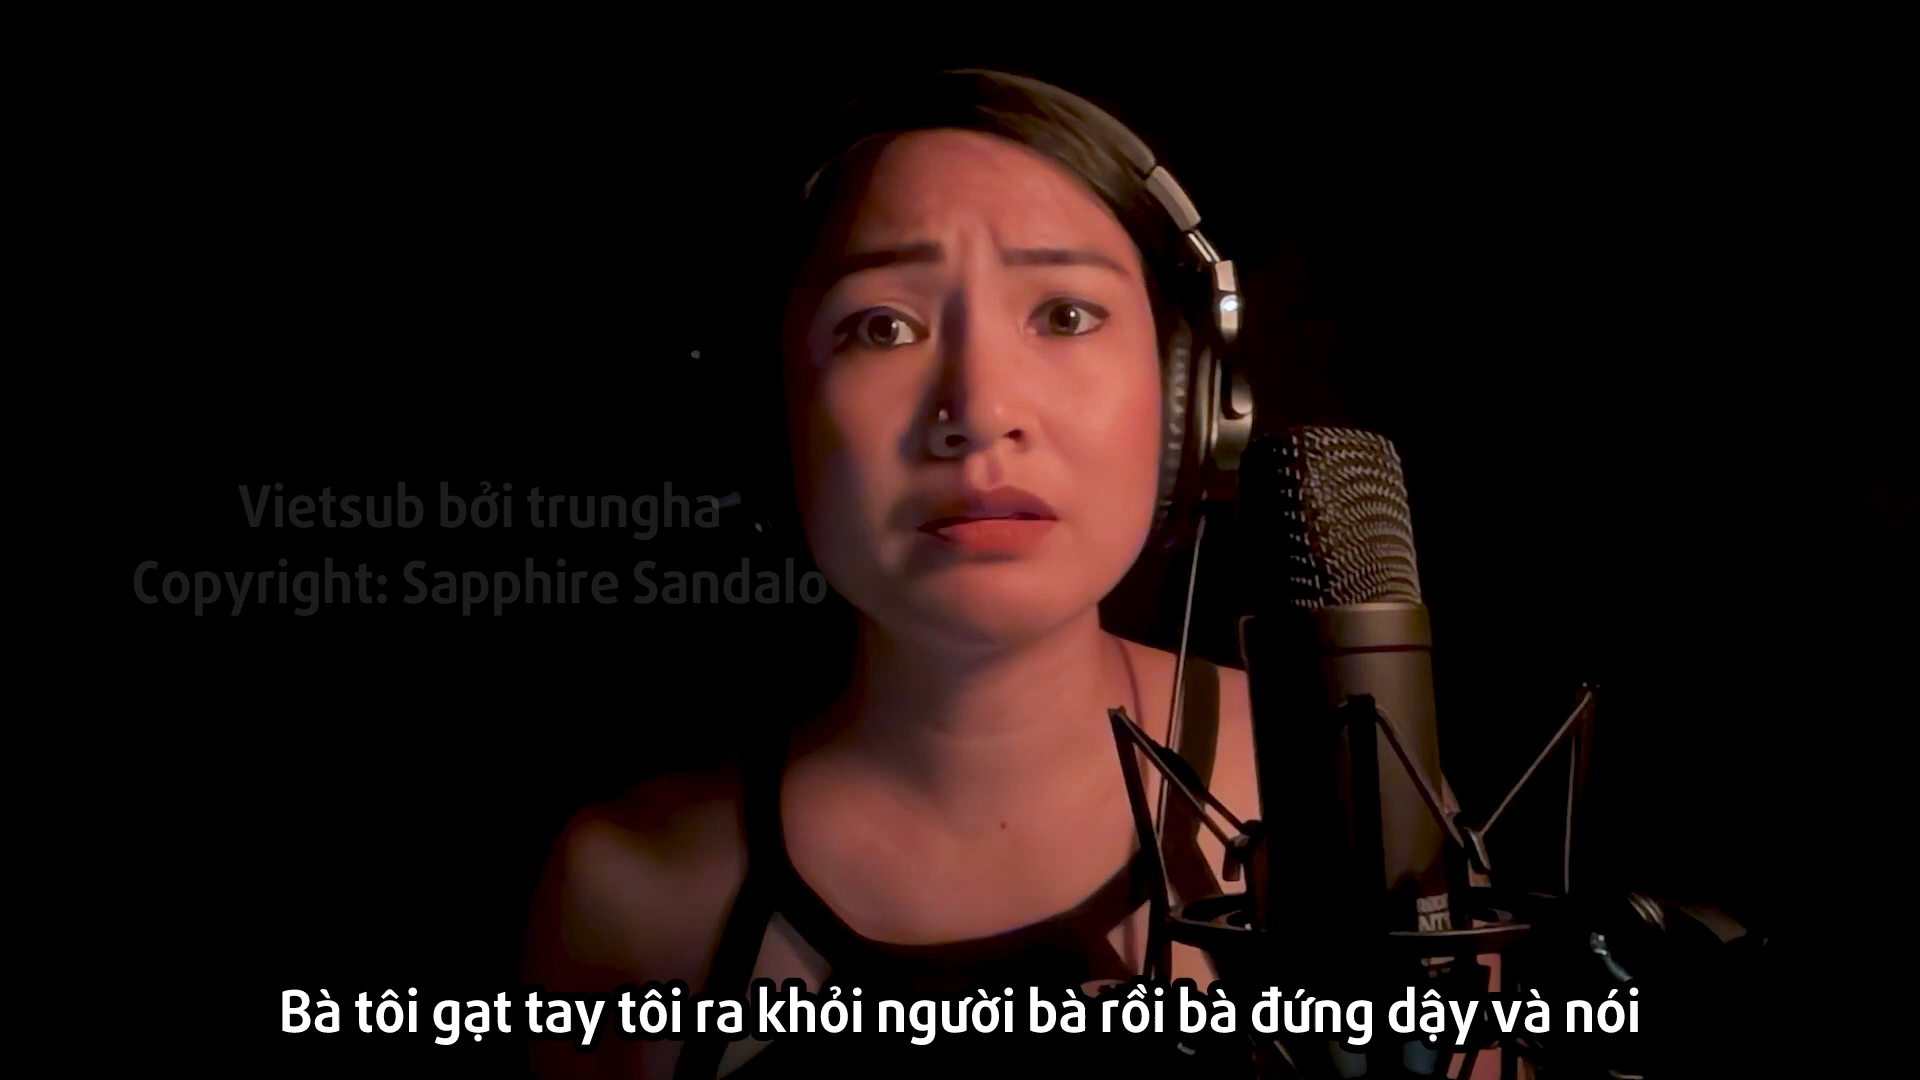 Vietsub bởi trungha
Copyright: Sapphire Sandalo
Bà tôi gạt tay tôi ra khỏi người bà rồi bà đứng dậy và nói